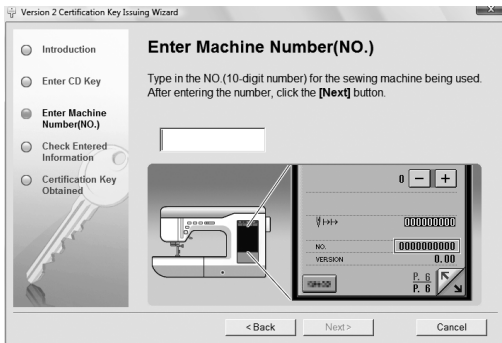 Version 2 Certification Key Issuing Wizard
Introduction
Enter CD Key
Enter Machine
Number(NO.)
Check Entered
Information
Certification Key
Obtained
Enter Machine Number(NO.)
Type in the NO.(10-digit number) for the sewing machine being used.
After entering the number, click the [Next] button.
0 - +
000000000
NO. 0000000000
VERSION 0.00
P. 6
P. 6
< Back Next > Cancel